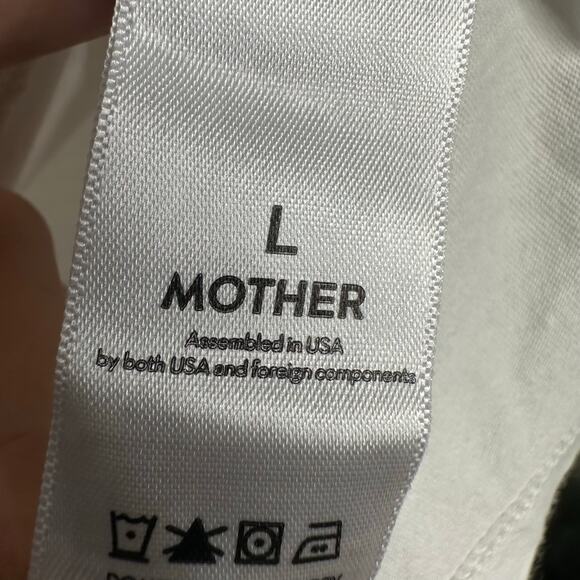 L
MOTHER
Assembled in USA
by both USA and foreign components